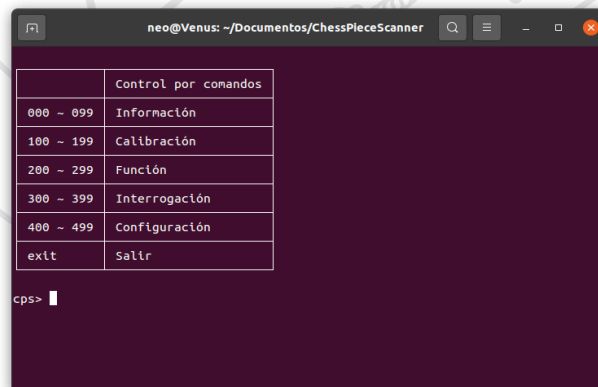 neo@Venus: ~/Documentos/ChessPieceScanner
Control por comandos
000 ~ 099 Información
100 ~ 199 Calibración
200 ~ 299 Función
300 ~ 399 Interrogación
400 ~ 499 Configuración
exit Salir
cps>